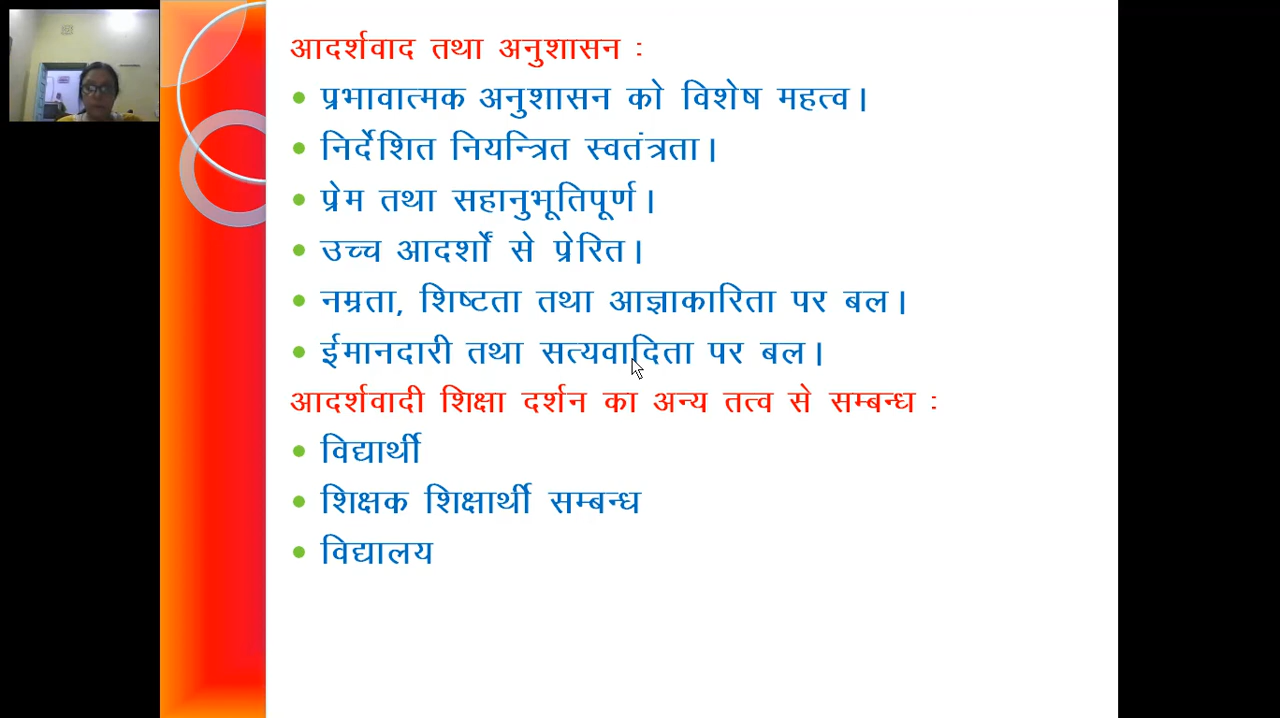 आदर्शवाद तथा अनुशासन :
प्रभावात्मक अनुशासन को विशेष महत्व।
निर्देशित नियन्त्रित स्वतंत्रता।
प्रेम तथा सहानुभूतिपूर्ण।
उच्च आदर्शों से प्रेरित।
नम्रता, शिष्टता तथा आज्ञाकारिता पर बल।
ईमानदारी तथा सत्यवादिता पर बल।
आदर्शवादी शिक्षा दर्शन का अन्य तत्व से सम्बन्ध :
विद्यार्थी
शिक्षक शिक्षार्थी सम्बन्ध
विद्यालय